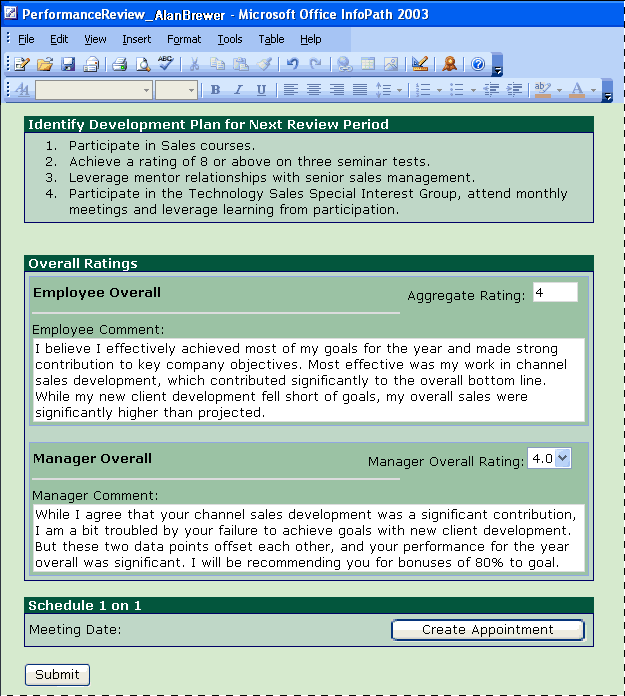 PerformanceReview_AlanBrewer - Microsoft Office InfoPath 2003
File Edit View Insert Format Tools Table Help
B I U
Identify Development Plan for Next Review Period
1. Participate in Sales courses.
2. Achieve a rating of 8 or above on three seminar tests.
3. Leverage mentor relationships with senior sales management.
4. Participate in the Technology Sales Special Interest Group, attend monthly
meetings and leverage learning from participation.
Overall Ratings
Employee Overall
Aggregate Rating: 4
Employee Comment:
I believe I effectively achieved most of my goals for the year and made strong
contribution to key company objectives. Most effective was my work in channel
sales development, which contributed significantly to the overall bottom line.
While my new client development fell short of goals, my overall sales were
significantly higher than projected.
Manager Overall
Manager Overall Rating: 4.0
Manager Comment:
While I agree that your channel sales development was a significant contribution,
I am a bit troubled by your failure to achieve goals with new client development.
But these two data points offset each other, and your performance for the year
overall was significant. I will be recommending you for bonuses of 80% to goal.
Schedule 1 on 1
Meeting Date: Create Appointment
Submit